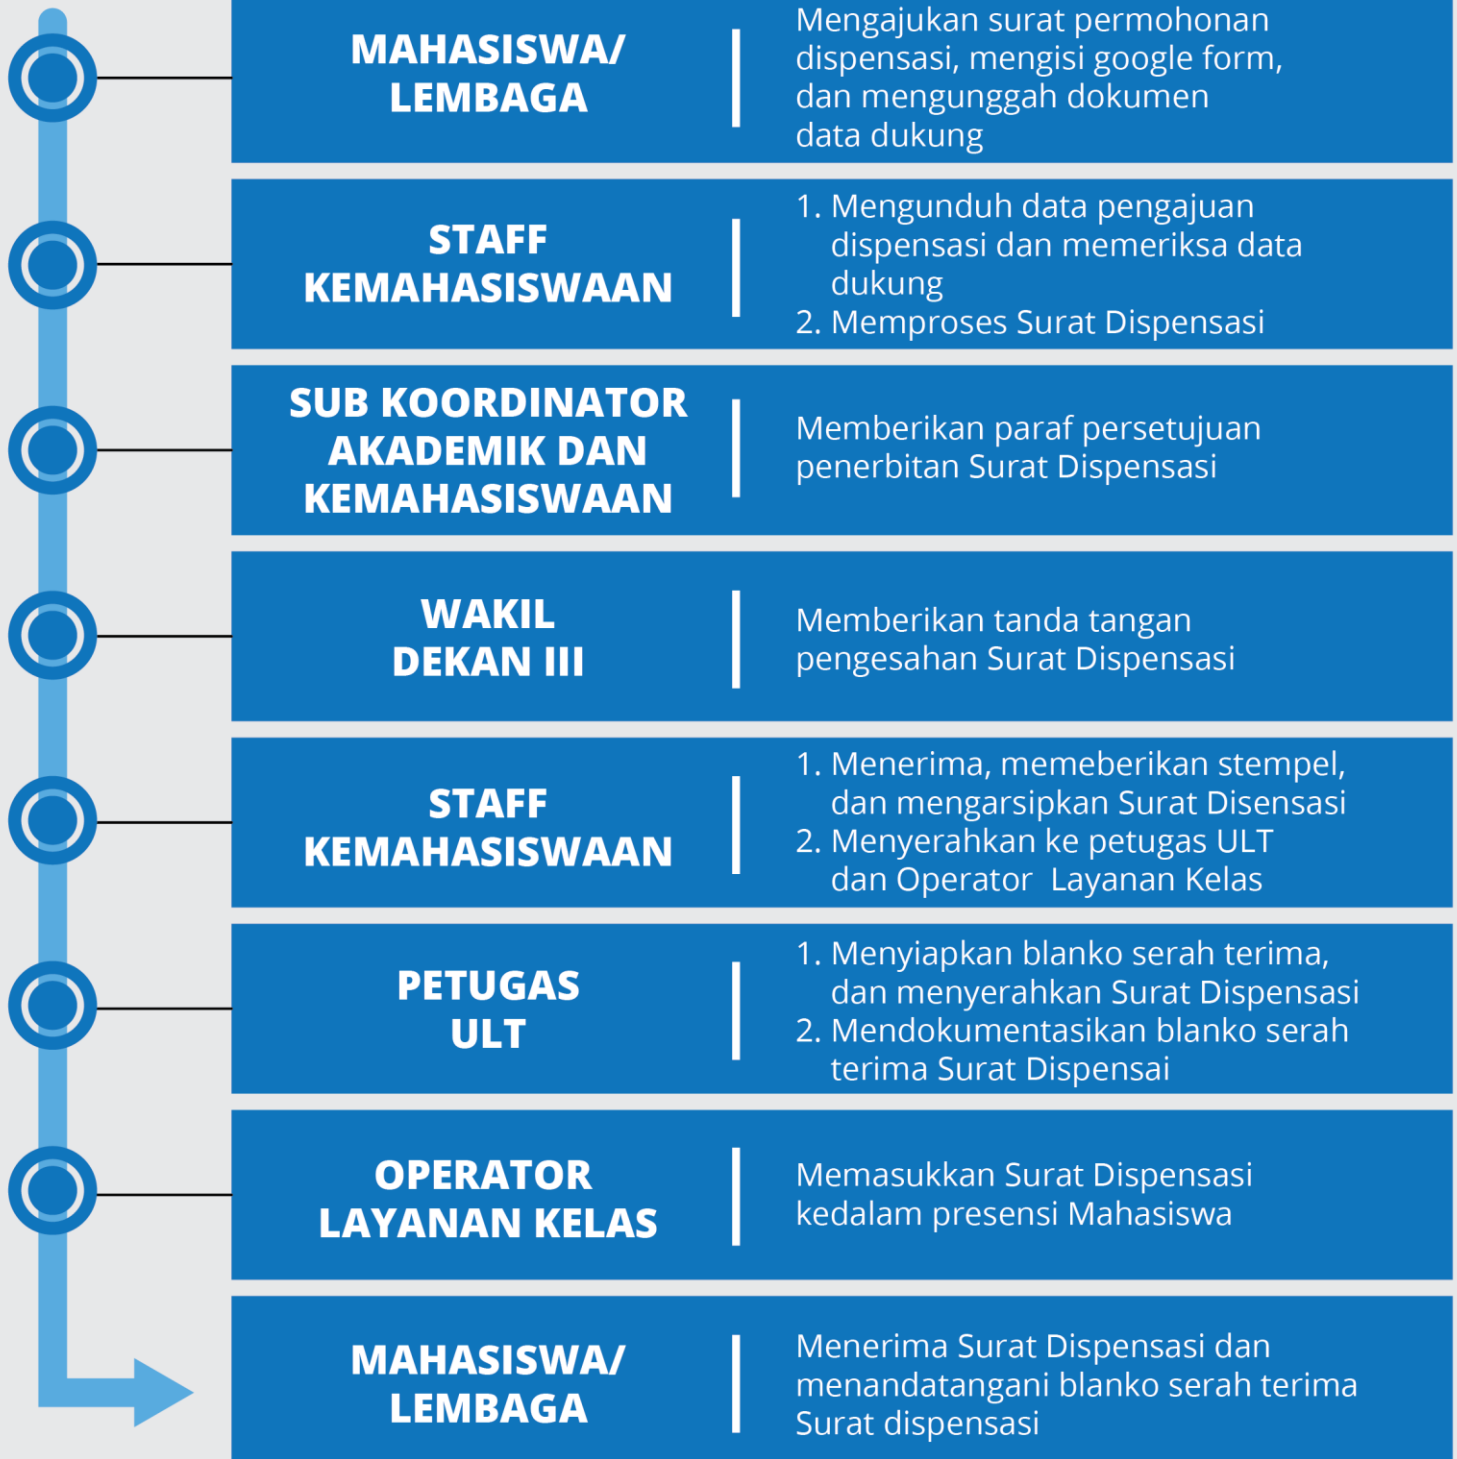 MAHASISWA/
LEMBAGA
Mengajukan surat permohonan
dispensasi, mengisi google form,
dan mengunggah dokumen
data dukung
STAFF
KEMAHASISWAAN
1. Mengunduh data pengajuan
dispensasi dan memeriksa data
dukung
2. Memproses Surat Dispensasi
SUB KOORDINATOR
AKADEMIK DAN
KEMAHASISWAAN
Memberikan paraf persetujuan
penerbitan Surat Dispensasi
WAKIL
DEKAN III
Memberikan tanda tangan
pengesahan Surat Dispensasi
STAFF
KEMAHASISWAAN
1. Menerima, memeberikan stempel,
dan mengarsipkan Surat Disensasi
2. Menyerahkan ke petugas ULT
dan Operator  Layanan Kelas
PETUGAS
ULT
1. Menyiapkan blanko serah terima,
dan menyerahkan Surat Dispensasi
2. Mendokumentasikan blanko serah
terima Surat Dispensai
OPERATOR
LAYANAN KELAS
Memasukkan Surat Dispensasi
kedalam presensi Mahasiswa
MAHASISWA/
LEMBAGA
Menerima Surat Dispensasi dan
menandatangani blanko serah terima
Surat dispensasi